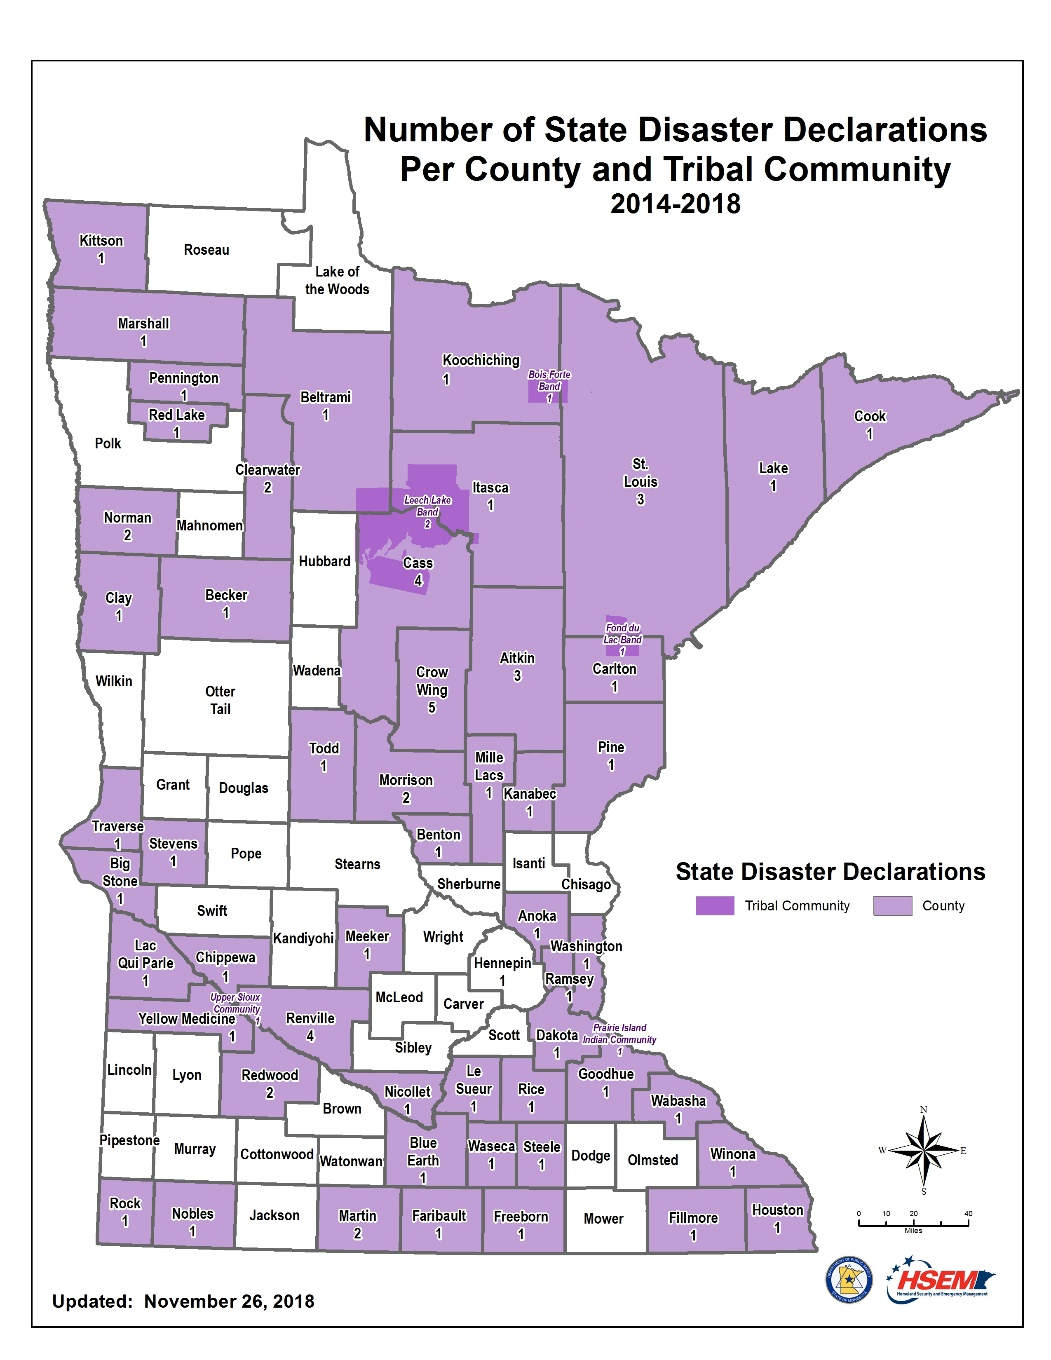 Number of State Disaster Declarations
Per County and Tribal Community
2014-2018
Kittson
1
Roseau
Lake of
the Woods
Marshall
1
Koochiching
1
Bois Forte
Band
1
Pennington
1
Beltrami
1
Red Lake
1
Cook
1
Polk
Clearwater
2
St.
Louis
3
Lake
1
Itasca
1
Leech Lake
Band
2
Norman
2
Mahnomen
Hubbard
Cass
4
Clay
1
Becker
1
Fond du
Lac Band
1
Carlton
1
Aitkin
3
Crow
Wing
5
Wadena
Wilkin
Otter
Tail
Todd
1
Pine
1
Mille
Lacs
1
Morrison
2
Kanabec
1
Grant
Douglas
Traverse
1
Stevens
1
Pope
Benton
1
Stearns
Isanti
Big
Stone
1
Sherburne
Chisago
State Disaster Declarations
Tribal Community
County
Swift
Kandiyohi
Meeker
1
Wright
Anoka
1
Washington
1
Lac
Qui Parle
1
Chippewa
1
Hennepin
1
Ramsey
1
McLeod
Carver
Upper Sioux
Community
1
Yellow Medicine
1
Renville
4
Scott
Dakota
1
Prairie Island
Indian Community
1
Sibley
Lincoln
Lyon
Redwood
2
Nicollet
1
Le
Sueur
1
Rice
1
Goodhue
1
Wabasha
1
Brown
Pipestone
Murray
Cottonwood
Watonwan
Blue
Earth
1
Waseca
1
Steele
1
Dodge
Olmsted
Winona
1
N
W
E
S
Rock
1
Nobles
1
Jackson
Martin
2
Faribault
1
Freeborn
1
Mower
Fillmore
1
Houston
1
0 10 20 40
Miles
HSEM
Homeland Security and Emergency Management
Updated: November 26, 2018